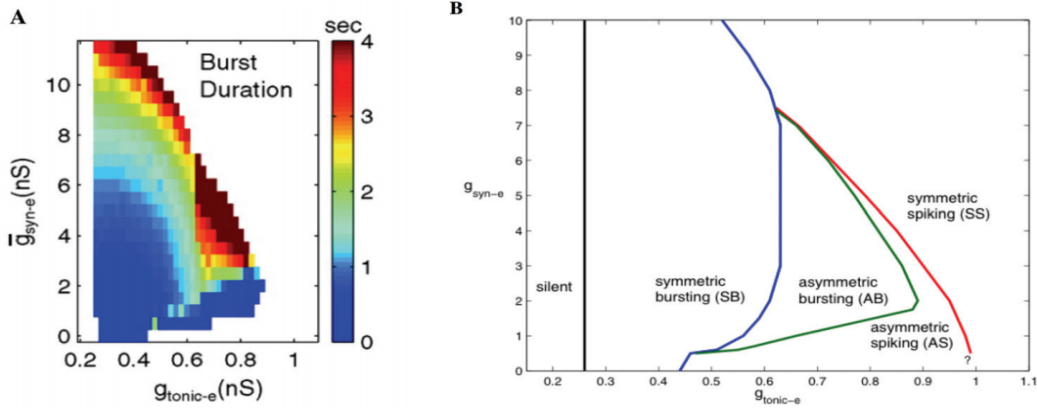 A
sec
Burst
Duration
10
8
6
4
2
0
g̅syn-e(nS)
0.2 0.4 0.6 0.8 1
gtonic-e(nS)
4
3
2
1
0
B
10
9
8
7
6
5
4
3
2
1
0
gsyn-e
silent
symmetric
bursting (SB)
asymmetric
bursting (AB)
symmetric
spiking (SS)
asymmetric
spiking (AS)
?
0.2 0.3 0.4 0.5 0.6 0.7 0.8 0.9 1 1.1
gtonic-e